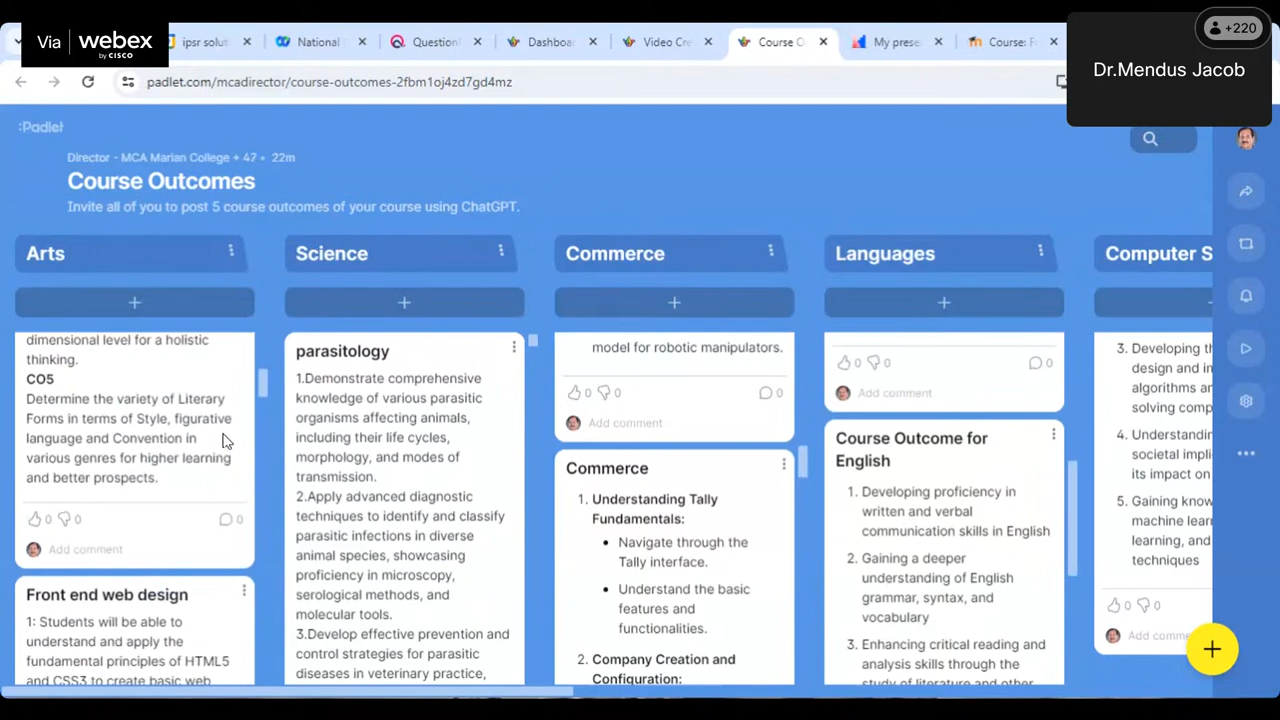 Via webex
by CISCO
ipsr solut
National
Question
Dashboa
Video Cre
Course O
My prese
Course: F
+220
Dr.Mendus Jacob
padlet.com/mcadirector/course-outcomes-2fbm1oj4zd7gd4mz
:Padlet
Director - MCA Marian College + 47 • 22m
Course Outcomes
Invite all of you to post 5 course outcomes of your course using ChatGPT.
Arts
dimensional level for a holistic
thinking.
CO5
Determine the variety of Literary
Forms in terms of Style, figurative
language and Convention in
various genres for higher learning
and better prospects.
0 0 0
Add comment
Front end web design
1: Students will be able to
understand and apply the
fundamental principles of HTML5
and CSS3 to create basic web
Science
parasitology
1.Demonstrate comprehensive
knowledge of various parasitic
organisms affecting animals,
including their life cycles,
morphology, and modes of
transmission.
2.Apply advanced diagnostic
techniques to identify and classify
parasitic infections in diverse
animal species, showcasing
proficiency in microscopy,
serological methods, and
molecular tools.
3.Develop effective prevention and
control strategies for parasitic
diseases in veterinary practice,
Commerce
model for robotic manipulators.
0 0 0
Add comment
Commerce
1. Understanding Tally
Fundamentals:
• Navigate through the
Tally interface.
• Understand the basic
features and
functionalities.
2. Company Creation and
Configuration:
Languages
0 0 0
Add comment
Course Outcome for
English
1. Developing proficiency in
written and verbal
communication skills in English
2. Gaining a deeper
understanding of English
grammar, syntax, and
vocabulary
3. Enhancing critical reading and
analysis skills through the
study of literature and other
Computer S
3. Developing th
design and in
algorithms a
solving comp
4. Understandin
societal impli
its impact on
5. Gaining know
machine lear
learning, and
techniques
0 0
Add comme